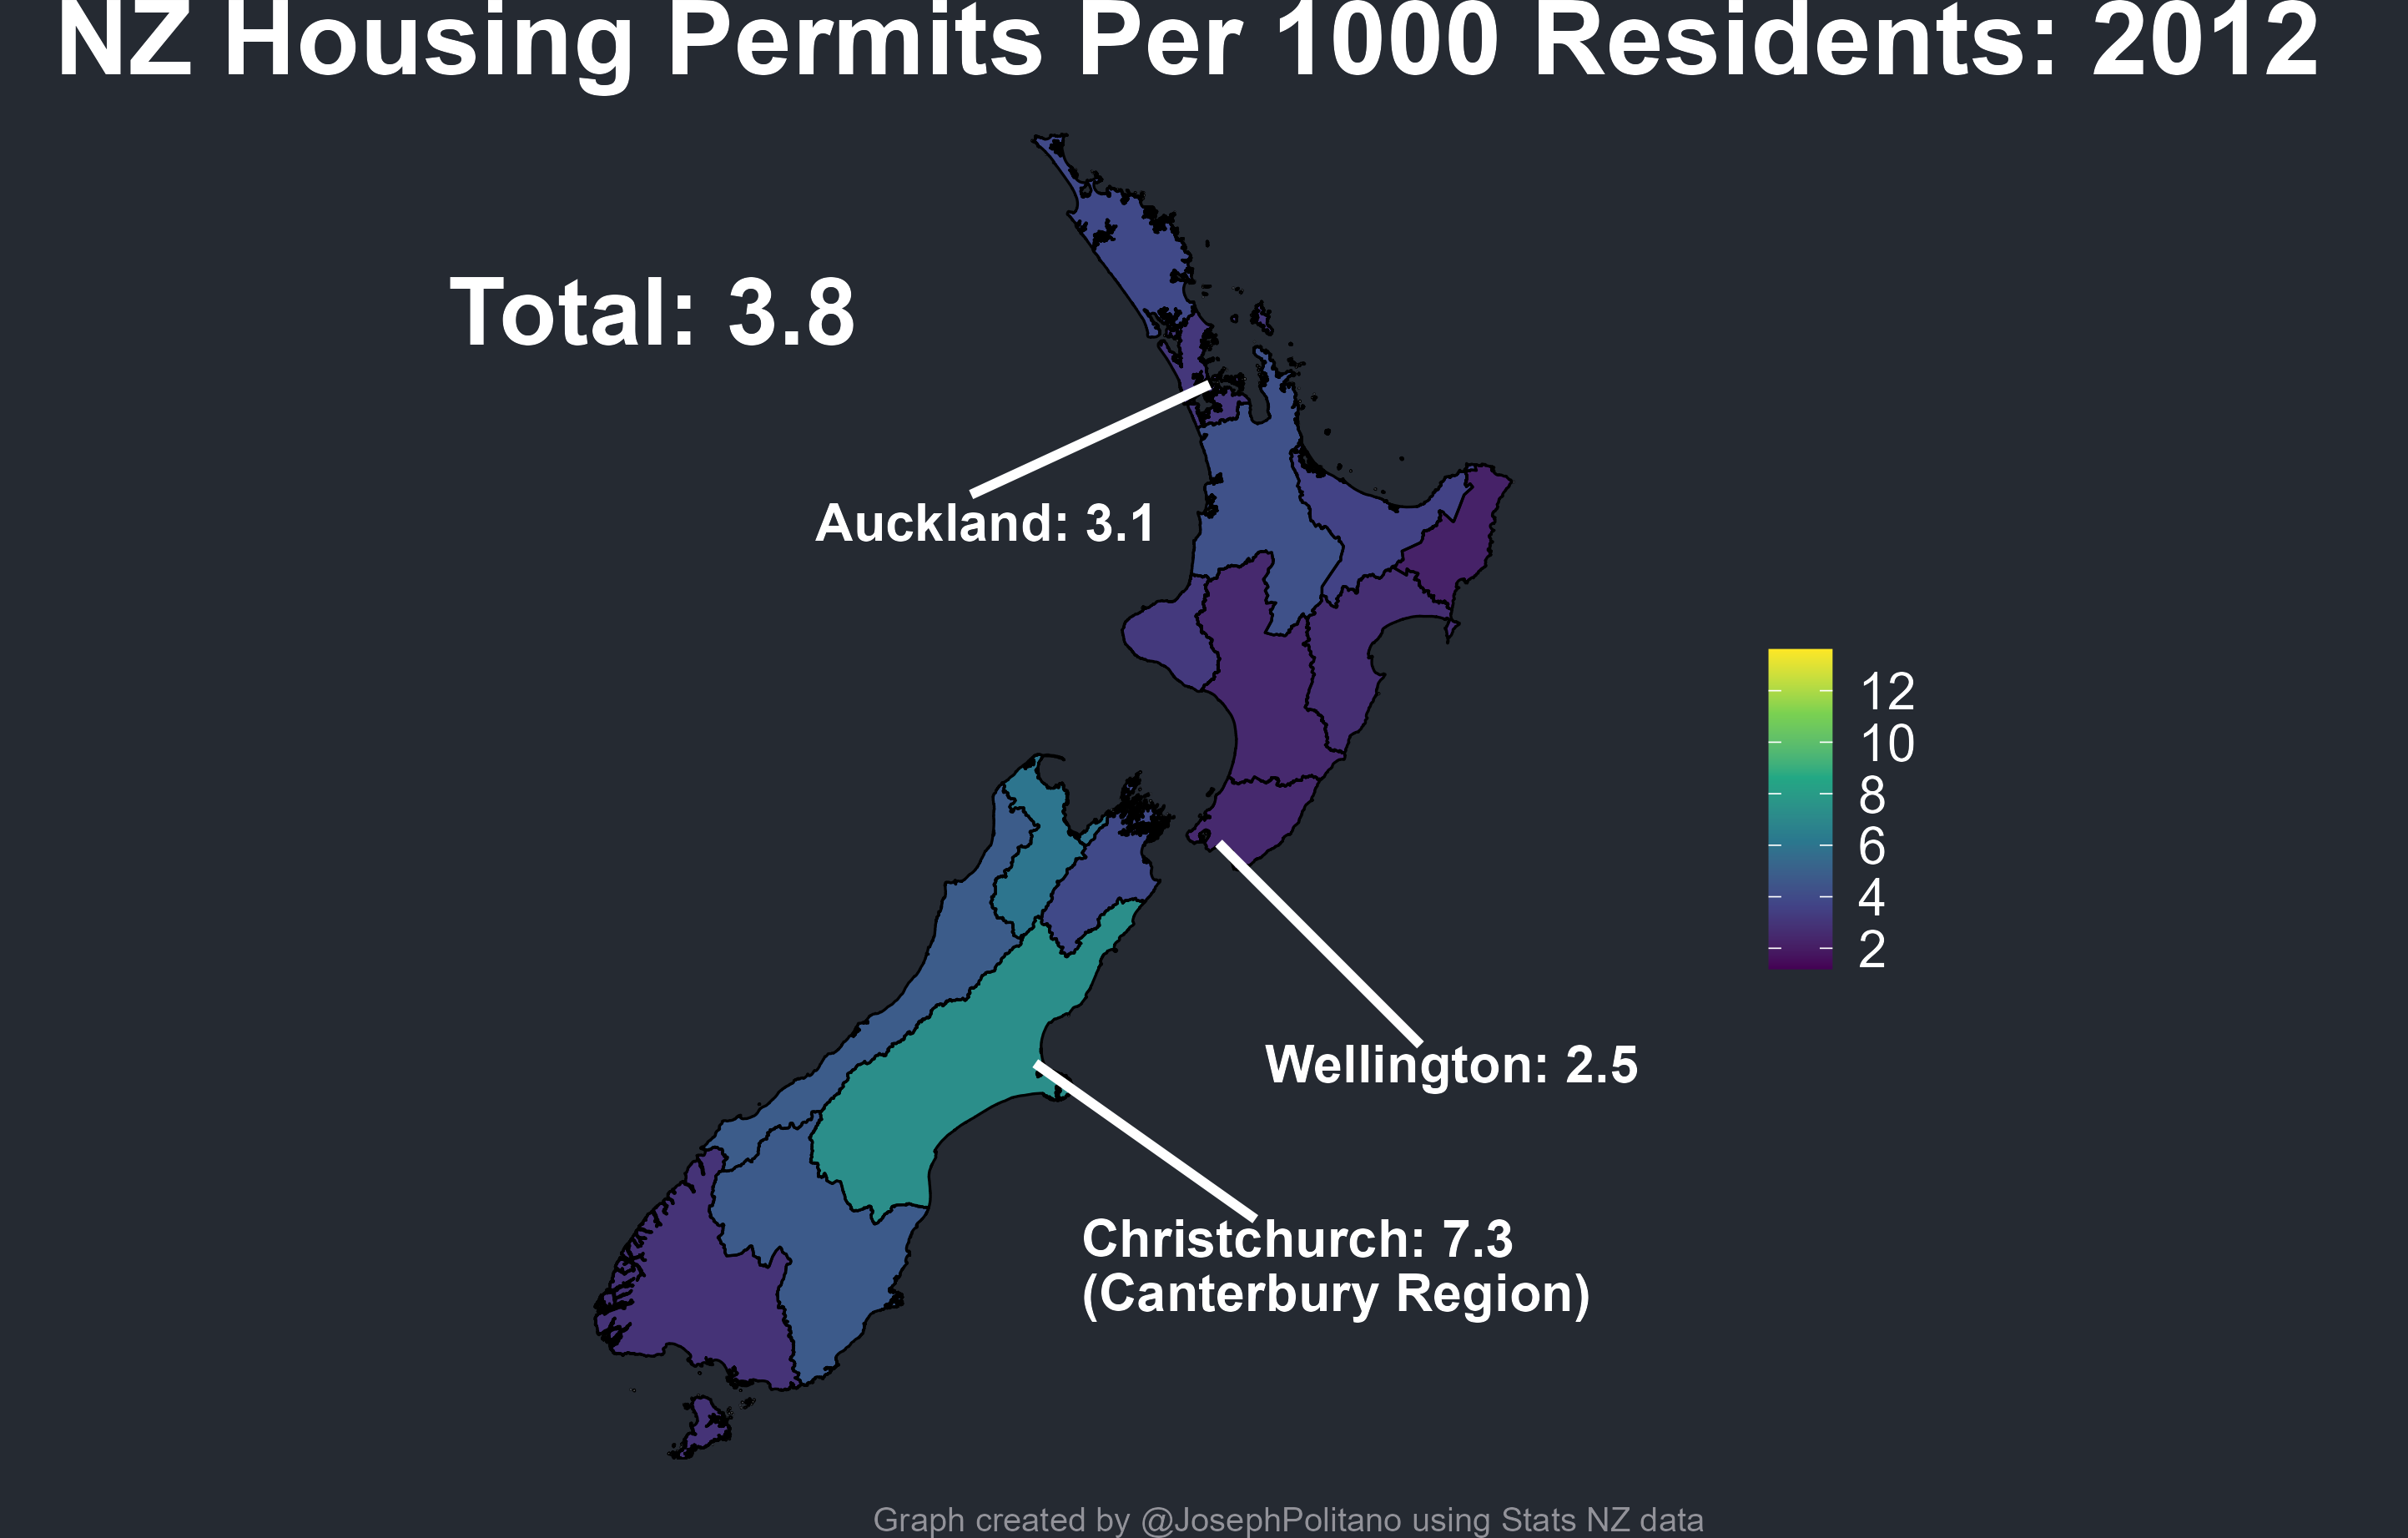 NZ Housing Permits Per 1000 Residents: 2012
Total: 3.8
Auckland: 3.1
12
10
8
6
4
2
Wellington: 2.5
Christchurch: 7.3
(Canterbury Region)
Graph created by @JosephPolitano using Stats NZ data